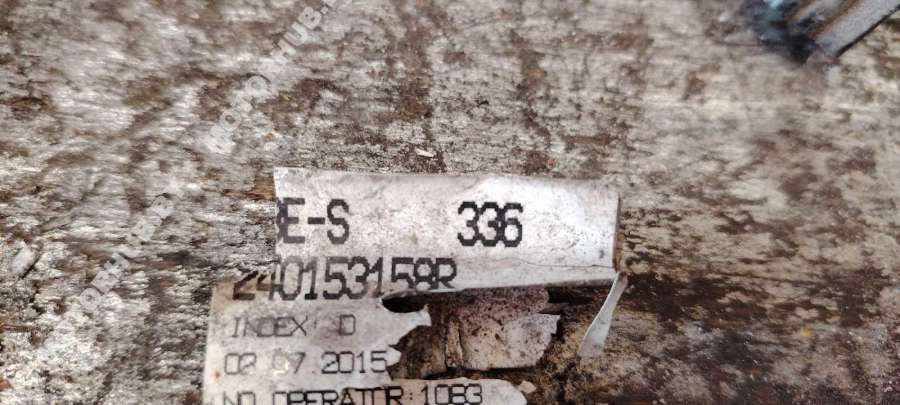 E-S 336
240153158R
INDEX D
02 07 2015
NO OPERATOR:1083